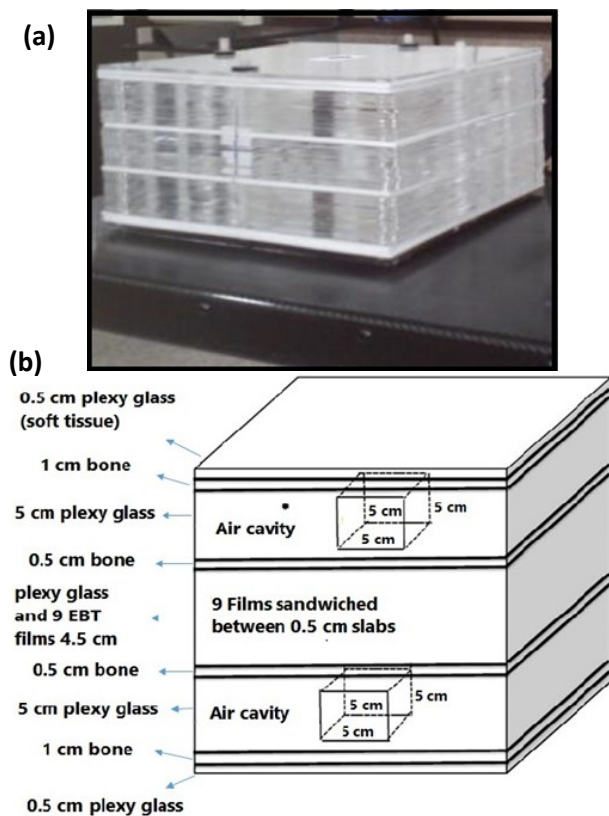 (a)
(b)
0.5 cm plexy glass
(soft tissue)
1 cm bone
5 cm plexy glass
Air cavity
5 cm
5 cm
5 cm
0.5 cm bone
plexy glass
and 9 EBT
films 4.5 cm
9 Films sandwiched
between 0.5 cm slabs
0.5 cm bone
5 cm plexy glass
Air cavity
5 cm
5 cm
5 cm
1 cm bone
0.5 cm plexy glass